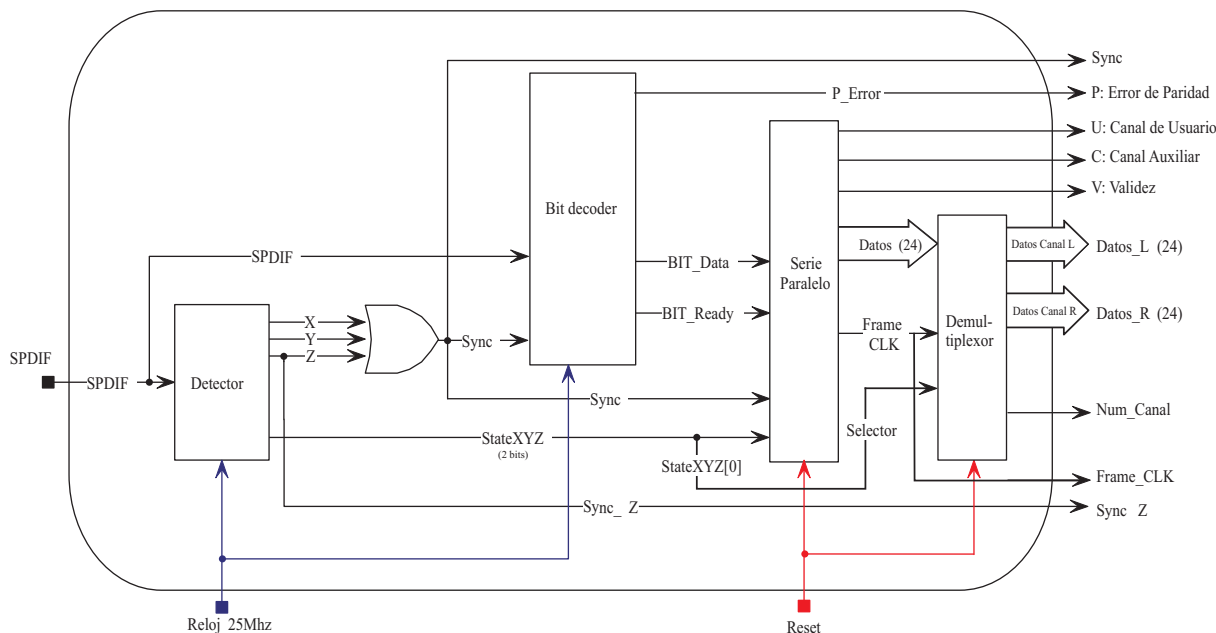 Sync
P_Error
P: Error de Paridad
U: Canal de Usuario
C: Canal Auxiliar
V: Validez
Bit decoder
SPDIF
BIT_Data
BIT_Ready
Serie
Paralelo
Datos (24)
Datos Canal L
Datos_L (24)
Datos Canal R
Datos_R (24)
Frame
CLK
Demul-
tiplexor
SPDIF
SPDIF
Detector
X
Y
Z
Sync
Sync
StateXYZ
(2 bits)
StateXYZ[0]
Selector
Num_Canal
Frame_CLK
Sync_ Z
Sync Z
Reloj 25Mhz
Reset